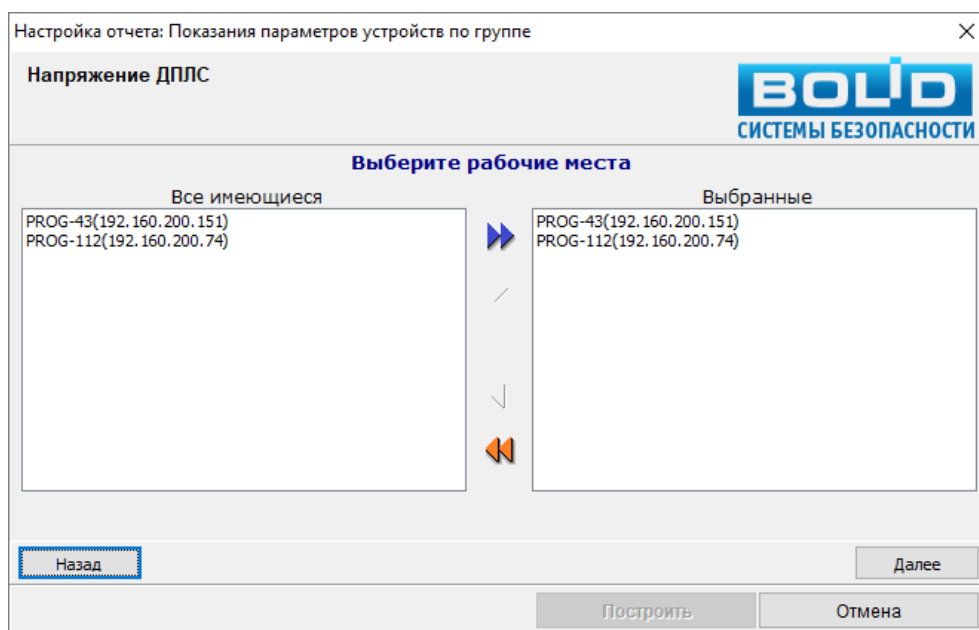 Настройка отчета: Показания параметров устройств по группе
Напряжение ДПЛС
BOLID
СИСТЕМЫ БЕЗОПАСНОСТИ
Выберите рабочие места
Все имеющиеся
Выбранные
PROG-43(192.160.200.151)
PROG-112(192.160.200.74)
PROG-43(192.160.200.151)
PROG-112(192.160.200.74)
Назад
Далее
Построить
Отмена